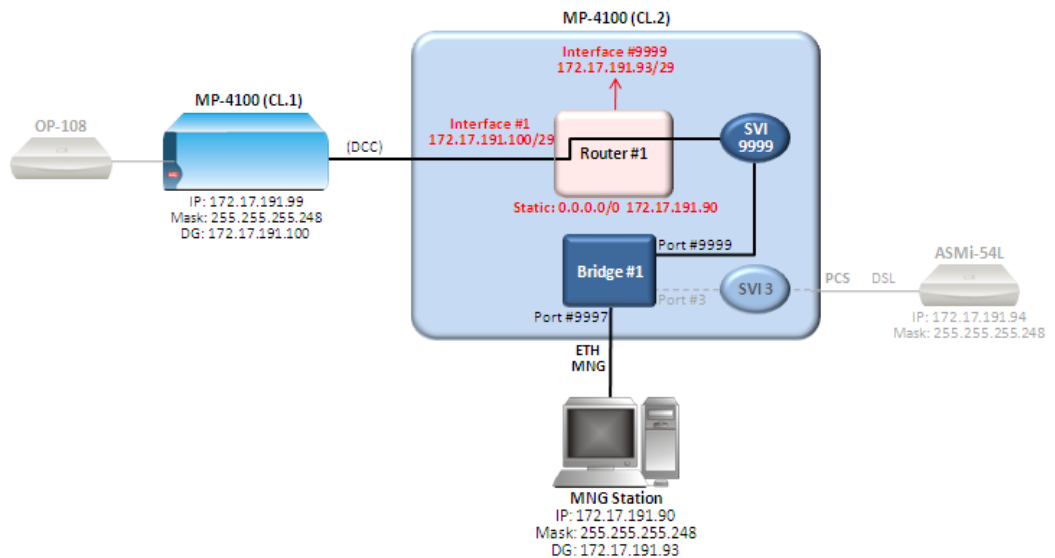 MP-4100 (CL.2)
Interface #9999
172.17.191.93/29
MP-4100 (CL.1)
OP-108
(DCC)
Interface #1
172.17.191.100/29
Router #1
SVI
9999
IP: 172.17.191.99
Mask: 255.255.255.248
DG: 172.17.191.100
Static: 0.0.0.0/0 172.17.191.90
Port #9999
Bridge #1
Port #3
SVI 3
PCS
DSL
ASMi-54L
IP: 172.17.191.94
Mask: 255.255.255.248
Port #9997
ETH
MNG
MNG Station
IP: 172.17.191.90
Mask: 255.255.255.248
DG: 172.17.191.93